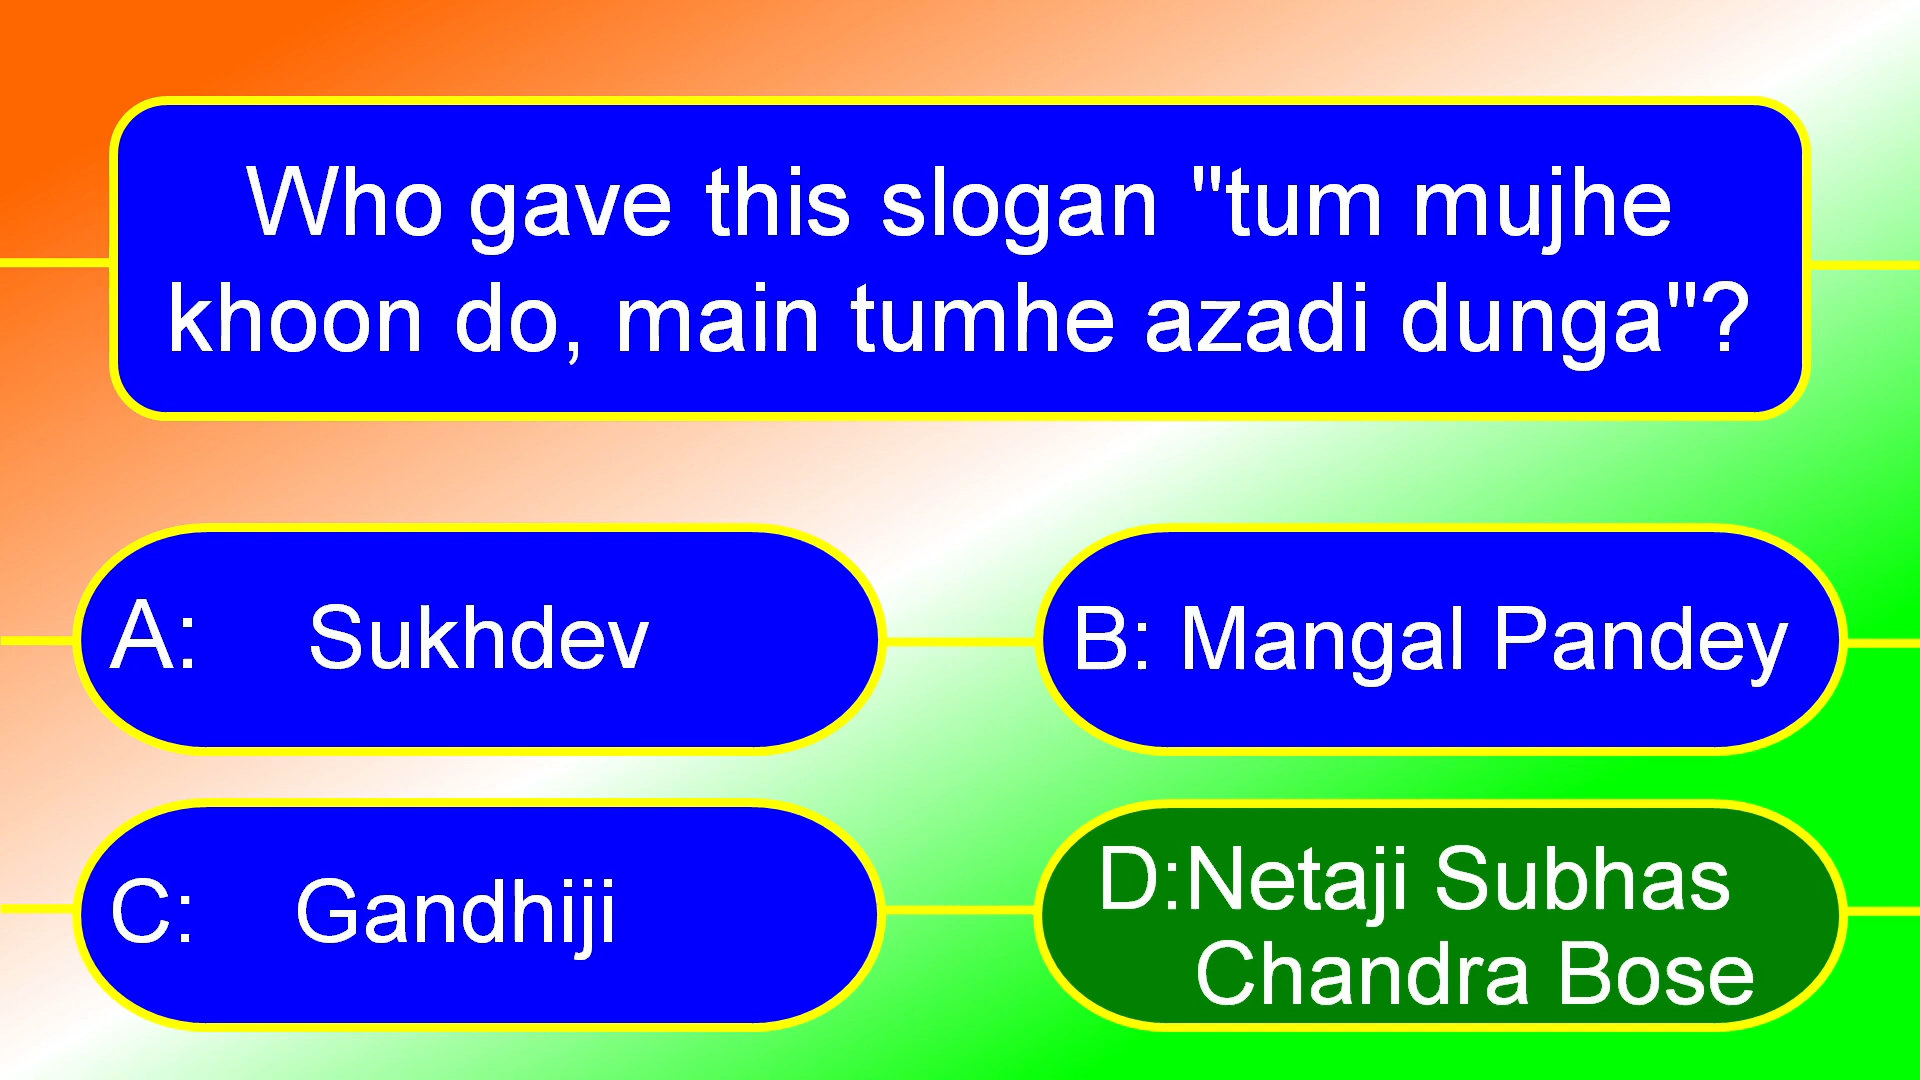 Who gave this slogan "tum mujhe
khoon do, main tumhe azadi dunga"?
A: Sukhdev
B: Mangal Pandey
C: Gandhiji
D:Netaji Subhas
Chandra Bose